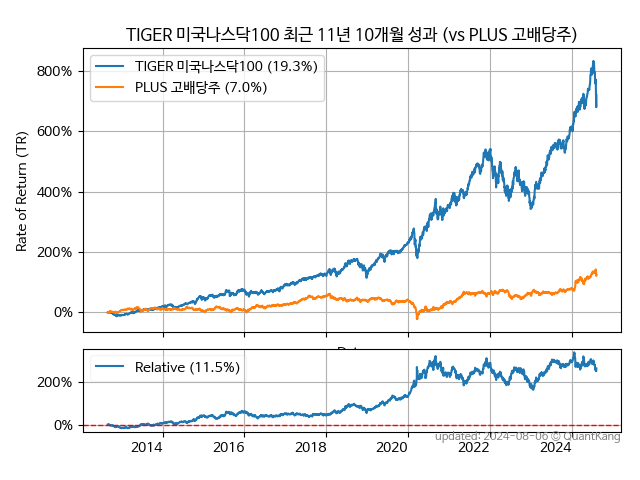 TIGER 미국나스닥100 최근 11년 10개월 성과 (vs PLUS 고배당주)
TIGER 미국나스닥100 (19.3%)
PLUS 고배당주 (7.0%)
Rate of Return (TR)
800%
600%
400%
200%
0%
Relative (11.5%)
200%
0%
2014 2016 2018 2020 2022 2024
updated: 2024-08-06 © QuantKang